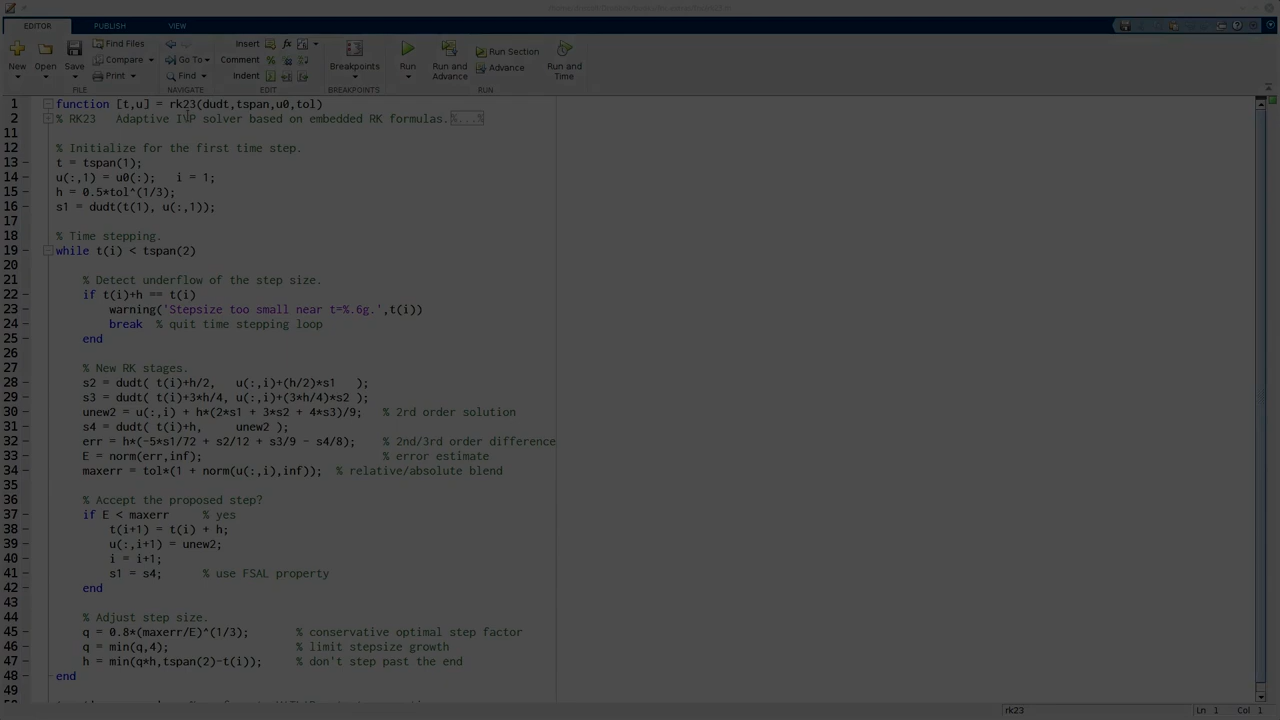 EDITOR PUBLISH VIEW
New Open Save Find Files Compare Print Go To Find Insert fx Comment % Indent Breakpoints Run Run and Advance Run Section Advance Run and Time
FILE NAVIGATE EDIT BREAKPOINTS RUN
1 function [t,u] = rk23(dudt,tspan,u0,tol)
2 % RK23   Adaptive IVP solver based on embedded RK formulas.%...%
11
12 % Initialize for the first time step.
13 t = tspan(1);
14 u(:,1) = u0(:);   i = 1;
15 h = 0.5*tol^(1/3);
16 s1 = dudt(t(1), u(:,1));
17
18 % Time stepping.
19 while t(i) < tspan(2)
20
21 % Detect underflow of the step size.
22 if t(i)+h == t(i)
23 warning('Stepsize too small near t=%.6g.',t(i))
24 break  % quit time stepping loop
25 end
26
27 % New RK stages.
28 s2 = dudt( t(i)+h/2,   u(:,i)+(h/2)*s1   );
29 s3 = dudt( t(i)+3*h/4, u(:,i)+(3*h/4)*s2 );
30 unew2 = u(:,i) + h*(2*s1 + 3*s2 + 4*s3)/9;   % 2rd order solution
31 s4 = dudt( t(i)+h,     unew2 );
32 err = h*(-5*s1/72 + s2/12 + s3/9 - s4/8);    % 2nd/3rd order difference
33 E = norm(err,inf);                           % error estimate
34 maxerr = tol*(1 + norm(u(:,i),inf));  % relative/absolute blend
35
36 % Accept the proposed step?
37 if E < maxerr     % yes
38 t(i+1) = t(i) + h;
39 u(:,i+1) = unew2;
40 i = i+1;
41 s1 = s4;      % use FSAL property
42 end
43
44 % Adjust step size.
45 q = 0.8*(maxerr/E)^(1/3);       % conservative optimal step factor
46 q = min(q,4);                   % limit stepsize growth
47 h = min(q*h,tspan(2)-t(i));     % don't step past the end
48 end
49
rk23 Ln 1 Col 1